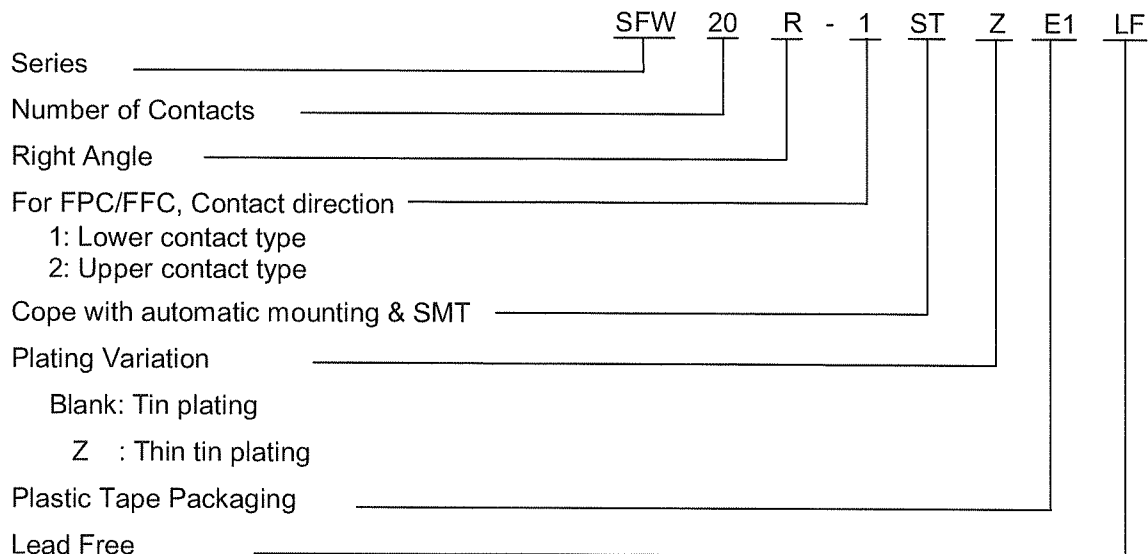 SFW 20 R - 1 ST Z E1 LF
Series
Number of Contacts
Right Angle
For FPC/FFC, Contact direction
1: Lower contact type
2: Upper contact type
Cope with automatic mounting & SMT
Plating Variation
Blank: Tin plating
Z : Thin tin plating
Plastic Tape Packaging
Lead Free